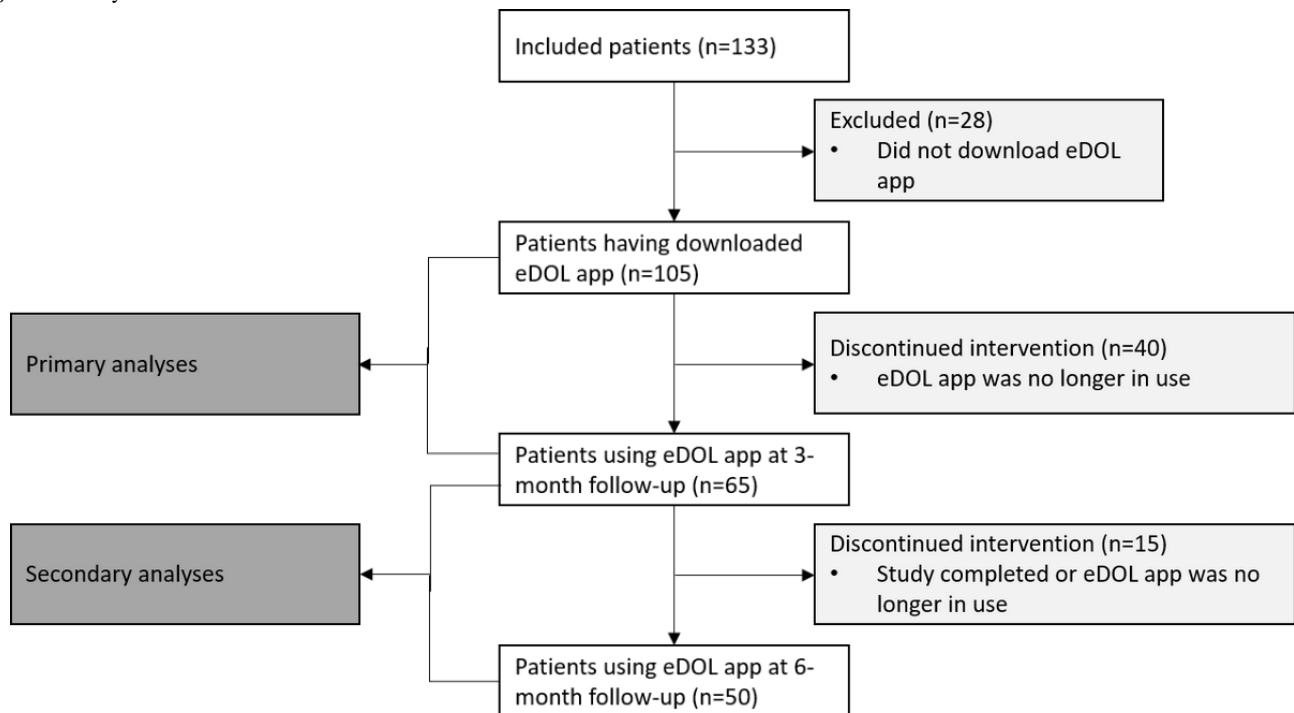 Included patients (n=133)
Excluded (n=28)
• Did not download eDOL
app
Patients having downloaded
eDOL app (n=105)
Primary analyses
Discontinued intervention (n=40)
• eDOL app was no longer in use
Patients using eDOL app at 3-
month follow-up (n=65)
Secondary analyses
Discontinued intervention (n=15)
• Study completed or eDOL app was no
longer in use
Patients using eDOL app at 6-
month follow-up (n=50)